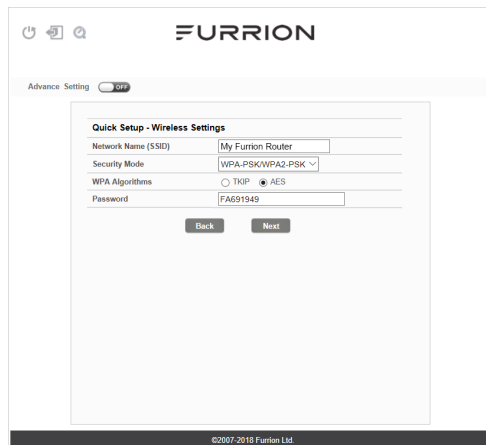 FURRION
Advance Setting OFF
Quick Setup - Wireless Settings
Network Name (SSID) My Furrion Router
Security Mode WPA-PSK/WPA2-PSK
WPA Algorithms TKIP AES
Password FA691949
Back Next
©2007-2018 Furrion Ltd.